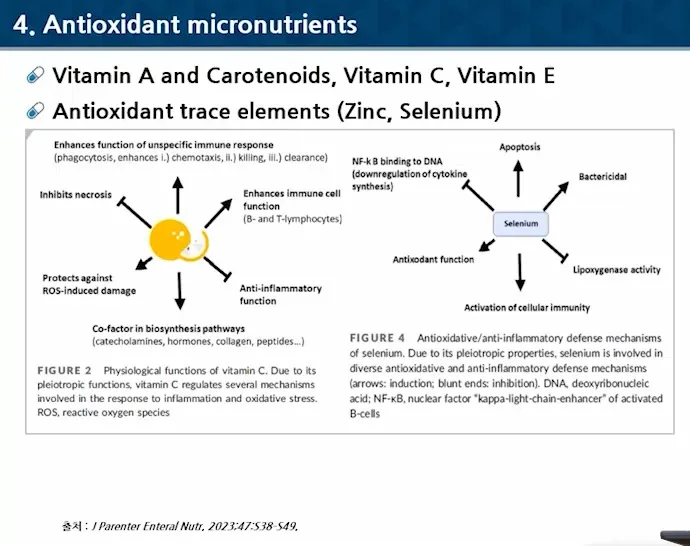 4. Antioxidant micronutrients
Vitamin A and Carotenoids, Vitamin C, Vitamin E
Antioxidant trace elements (Zinc, Selenium)
Enhances function of unspecific immune response
(phagocytosis, enhances i.) chemotaxis, ii.) killing, iii.) clearance)
Inhibits necrosis
Enhances immune cell
function
(B- and T-lymphocytes)
Protects against
ROS-induced damage
Anti-inflammatory
function
Co-factor in biosynthesis pathways
(catecholamines, hormones, collagen, peptides...)
FIGURE 2 Physiological functions of vitamin C. Due to its
pleiotropic functions, vitamin C regulates several mechanisms
involved in the response to inflammation and oxidative stress.
ROS, reactive oxygen species
Apoptosis
NF-k B binding to DNA
(downregulation of cytokine
synthesis)
Bactericidal
Selenium
Antixodant function
Lipoxygenase activity
Activation of cellular immunity
FIGURE 4 Antioxidative/anti-inflammatory defense mechanisms
of selenium. Due to its pleiotropic properties, selenium is involved in
diverse antioxidative and anti-inflammatory defense mechanisms
(arrows: induction; blunt ends: inhibition). DNA, deoxyribonucleic
acid; NF-κB, nuclear factor "kappa-light-chain-enhancer" of activated
B-cells
출처 : J Parenter Enteral Nutr. 2023;47:S38-S49.